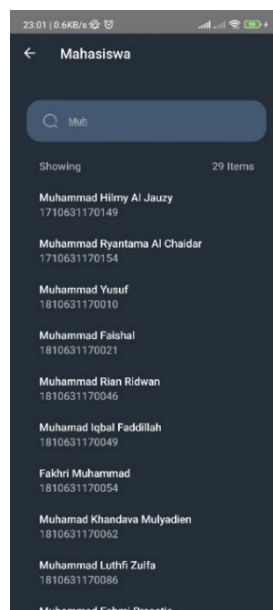 23:01 | 0.6KB/s
Mahasiswa
Muh
Showing 29 Items
Muhammad Hilmy Al Jauzy
1710631170149
Muhammad Ryantama Al Chaidar
1710631170154
Muhammad Yusuf
1810631170010
Muhammad Faishal
1810631170021
Muhammad Rian Ridwan
1810631170046
Muhamad Iqbal Faddillah
1810631170049
Fakhri Muhammad
1810631170054
Muhamad Khandava Mulyadien
1810631170062
Muhammad Luthfi Zulfa
1810631170086